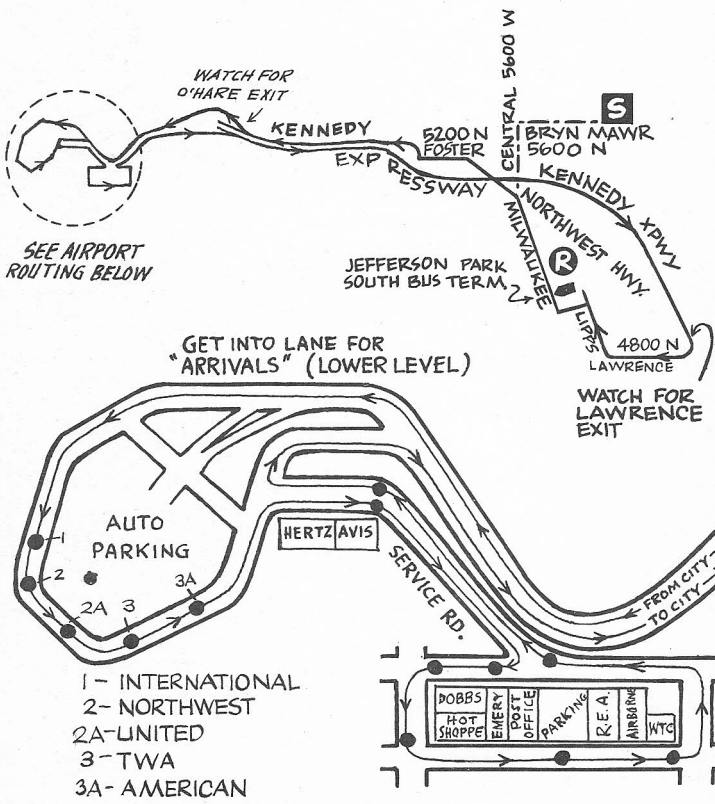 WATCH FOR
O'HARE EXIT
KENNEDY
EXPRESSWAY
5200 N
FOSTER
CENTRAL 5600 W
S
BRYN MAWR
5600 N
KENNEDY XPWY
NORTHWEST HWY.
MILWAUKEE
R
JEFFERSON PARK
SOUTH BUS TERM.
LIPPS
4800 N
LAWRENCE
WATCH FOR
LAWRENCE
EXIT
SEE AIRPORT
ROUTING BELOW
GET INTO LANE FOR
"ARRIVALS" (LOWER LEVEL)
AUTO
PARKING
1
2
2A
3
3A
HERTZ AVIS
SERVICE RD.
FROM CITY
TO CITY
DOBBS
HOT
SHOPPE
EMERY
POST
OFFICE
PARKING
R.E.A.
AIRBORNE
WTC
1 - INTERNATIONAL
2 - NORTHWEST
2A - UNITED
3 - TWA
3A - AMERICAN